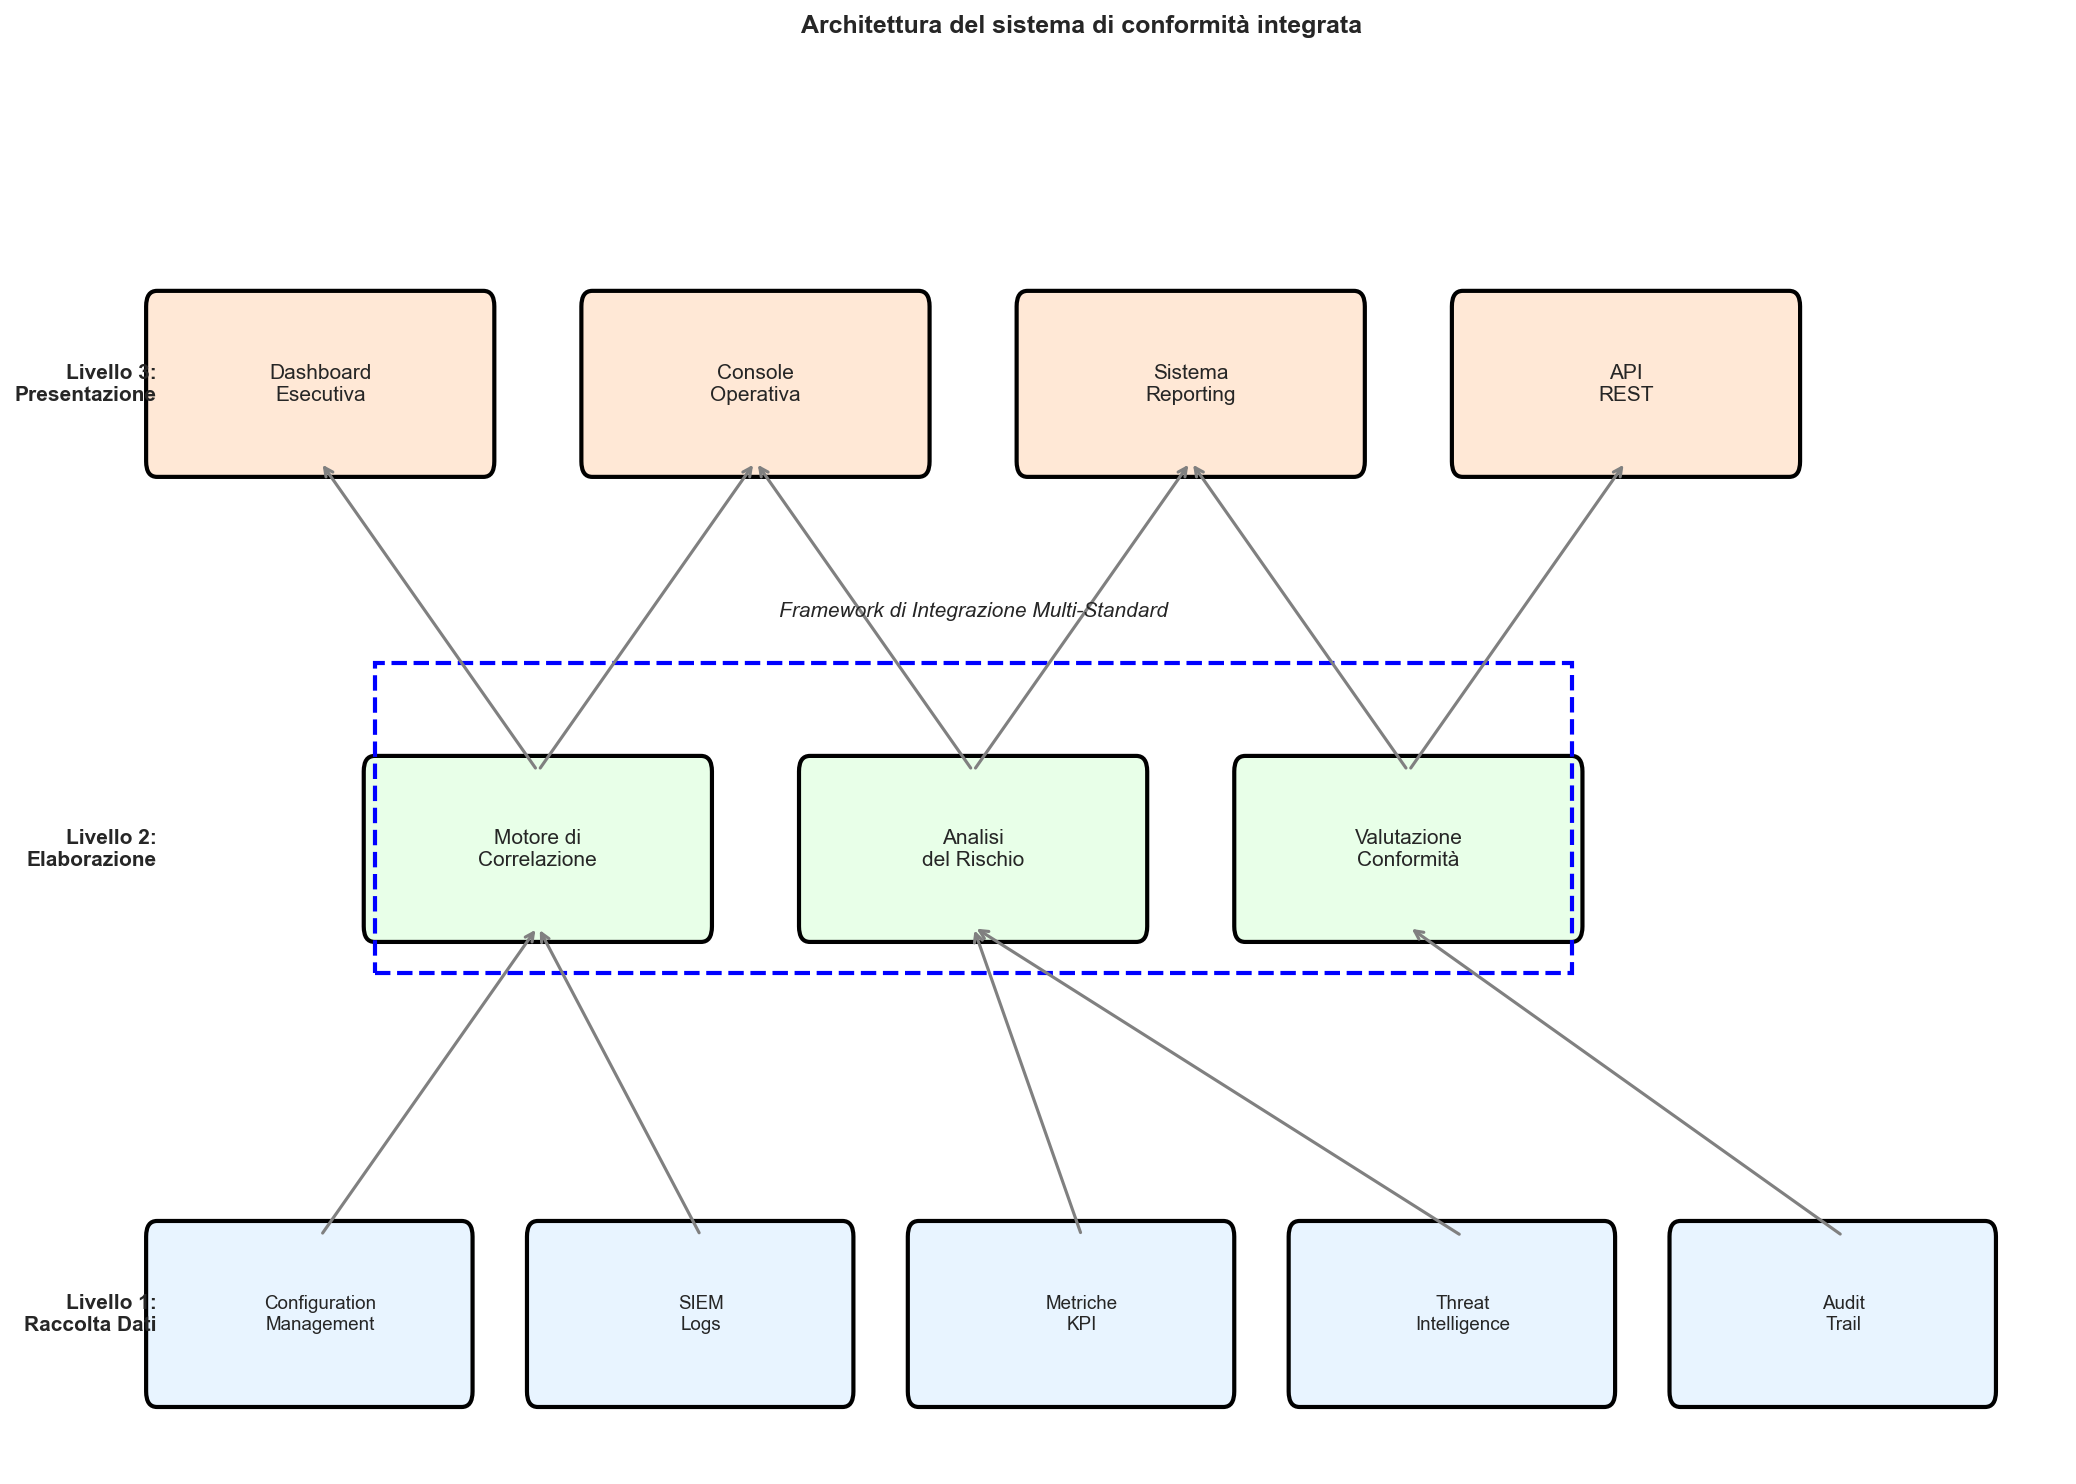 Architettura del sistema di conformità integrata
Livello 3:
Presentazione
Dashboard
Esecutiva
Console
Operativa
Sistema
Reporting
API
REST
Framework di Integrazione Multi-Standard
Livello 2:
Elaborazione
Motore di
Correlazione
Analisi
del Rischio
Valutazione
Conformità
Livello 1:
Raccolta Dati
Configuration
Management
SIEM
Logs
Metriche
KPI
Threat
Intelligence
Audit
Trail